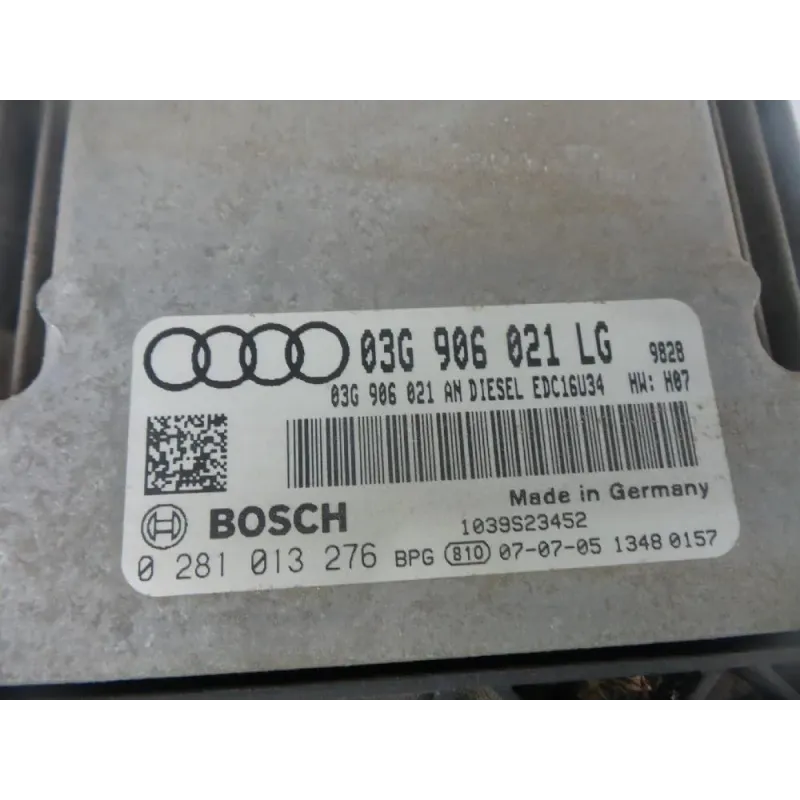 03G 906 021 LG 9828
03G 906 021 AN DIESEL EDC16U34 HW: H07
Made in Germany
BOSCH 1039S23452
0 281 013 276 BPG 810 07-07-05 1348 0157